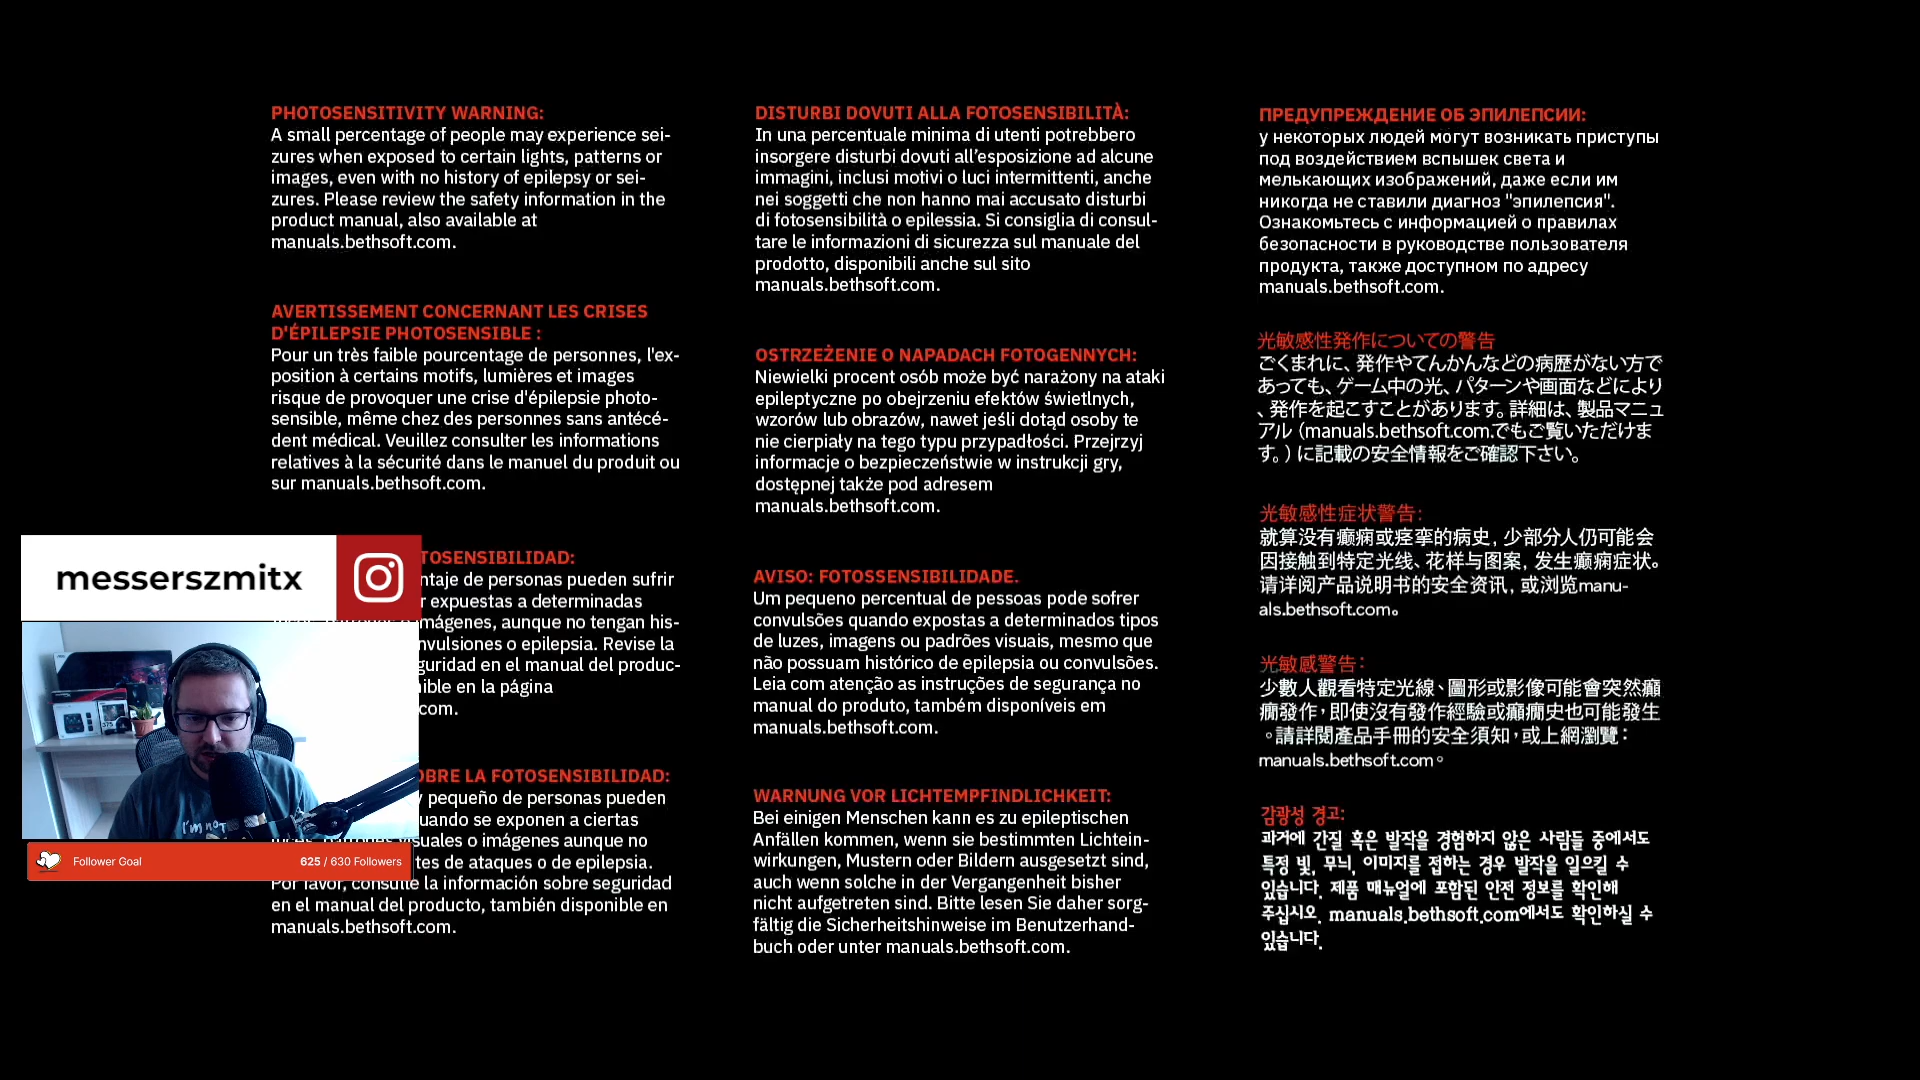 PHOTOSENSITIVITY WARNING:
A small percentage of people may experience sei-
zures when exposed to certain lights, patterns or
images, even with no history of epilepsy or sei-
zures. Please review the safety information in the
product manual, also available at
manuals.bethsoft.com.
AVERTISSEMENT CONCERNANT LES CRISES
D'ÉPILEPSIE PHOTOSENSIBLE :
Pour un très faible pourcentage de personnes, l'ex-
position à certains motifs, lumières et images
risque de provoquer une crise d'épilepsie photo-
sensible, même chez des personnes sans antécé-
dent médical. Veuillez consulter les informations
relatives à la sécurité dans le manuel du produit ou
sur manuals.bethsoft.com.
TOSENSIBILIDAD:
ntaje de personas pueden sufrir
r expuestas a determinadas
imágenes, aunque no tengan his-
nvulsiones o epilepsia. Revise la
guridad en el manual del produc-
nible en la página
com.
messerszmitx
I'm not
OBRE LA FOTOSENSIBILIDAD:
y pequeño de personas pueden
uando se exponen a ciertas
suales o imágenes aunque no
tes de ataques o de epilepsia.
Por favor, consulte la información sobre seguridad
en el manual del producto, también disponible en
manuals.bethsoft.com.
Follower Goal
625 / 630 Followers
DISTURBI DOVUTI ALLA FOTOSENSIBILITÀ:
In una percentuale minima di utenti potrebbero
insorgere disturbi dovuti all'esposizione ad alcune
immagini, inclusi motivi o luci intermittenti, anche
nei soggetti che non hanno mai accusato disturbi
di fotosensibilità o epilessia. Si consiglia di consul-
tare le informazioni di sicurezza sul manuale del
prodotto, disponibili anche sul sito
manuals.bethsoft.com.
OSTRZEŻENIE O NAPADACH FOTOGENNYCH:
Niewielki procent osób może być narażony na ataki
epileptyczne po obejrzeniu efektów świetlnych,
wzorów lub obrazów, nawet jeśli dotąd osoby te
nie cierpiały na tego typu przypadłości. Przejrzyj
informacje o bezpieczeństwie w instrukcji gry,
dostępnej także pod adresem
manuals.bethsoft.com.
AVISO: FOTOSSENSIBILIDADE.
Um pequeno percentual de pessoas pode sofrer
convulsões quando expostas a determinados tipos
de luzes, imagens ou padrões visuais, mesmo que
não possuam histórico de epilepsia ou convulsões.
Leia com atenção as instruções de segurança no
manual do produto, também disponíveis em
manuals.bethsoft.com.
WARNUNG VOR LICHTEMPFINDLICHKEIT:
Bei einigen Menschen kann es zu epileptischen
Anfällen kommen, wenn sie bestimmten Lichtein-
wirkungen, Mustern oder Bildern ausgesetzt sind,
auch wenn solche in der Vergangenheit bisher
nicht aufgetreten sind. Bitte lesen Sie daher sorg-
fältig die Sicherheitshinweise im Benutzerhand-
buch oder unter manuals.bethsoft.com.
ПРЕДУПРЕЖДЕНИЕ ОБ ЭПИЛЕПСИИ:
у некоторых людей могут возникать приступы
под воздействием вспышек света и
мелькающих изображений, даже если им
никогда не ставили диагноз "эпилепсия".
Ознакомьтесь с информацией о правилах
безопасности в руководстве пользователя
продукта, также доступном по адресу
manuals.bethsoft.com.
光敏感性発作についての警告
ごくまれに、発作やてんかんなどの病歴がない方で
あっても、ゲーム中の光、パターンや画面などにより
、発作を起こすことがあります。詳細は、製品マニュ
アル（manuals.bethsoft.com.でもご覧いただけま
す。）に記載の安全情報をご確認下さい。
光敏感性症状警告：
就算没有癫痫或痉挛的病史，少部分人仍可能会
因接触到特定光线、花样与图案，发生癫痫症状。
请详阅产品说明书的安全资讯，或浏览manu-
als.bethsoft.com。
光敏感警告：
少數人觀看特定光線、圖形或影像可能會突然癲
癇發作，即使沒有發作經驗或癲癇史也可能發生
。請詳閱產品手冊的安全須知，或上網瀏覽：
manuals.bethsoft.com。
감광성 경고:
과거에 간질 혹은 발작을 경험하지 않은 사람들 중에서도
특정 빛, 무늬, 이미지를 접하는 경우 발작을 일으킬 수
있습니다. 제품 매뉴얼에 포함된 안전 정보를 확인해
주십시오. manuals.bethsoft.com에서도 확인하실 수
있습니다.